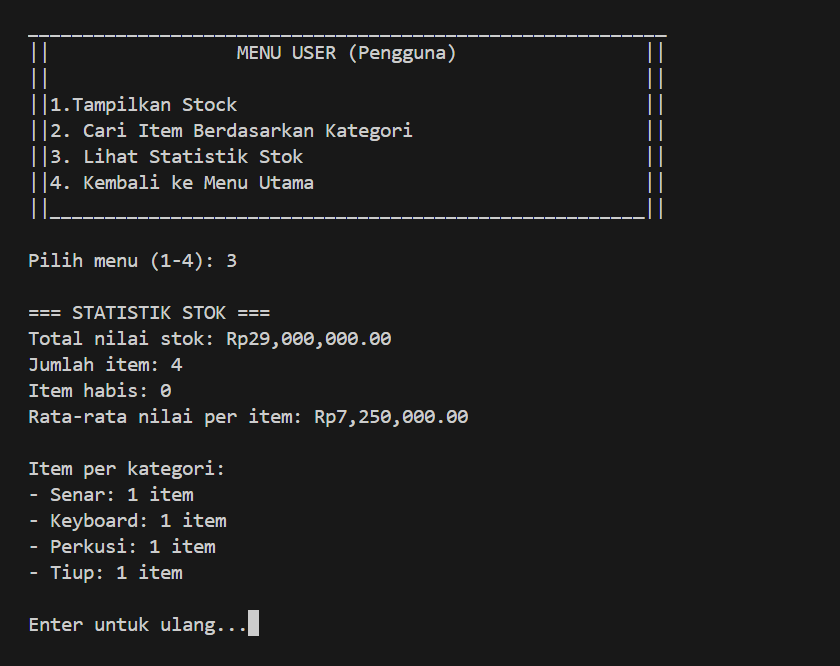 __________________________________________________________
||                 MENU USER (Pengguna)                 ||
||                                                      ||
||1.Tampilkan Stock                                     ||
||2. Cari Item Berdasarkan Kategori                     ||
||3. Lihat Statistik Stok                               ||
||4. Kembali ke Menu Utama                              ||
||______________________________________________________||
Pilih menu (1-4): 3
=== STATISTIK STOK ===
Total nilai stok: Rp29,000,000.00
Jumlah item: 4
Item habis: 0
Rata-rata nilai per item: Rp7,250,000.00
Item per kategori:
- Senar: 1 item
- Keyboard: 1 item
- Perkusi: 1 item
- Tiup: 1 item
Enter untuk ulang...